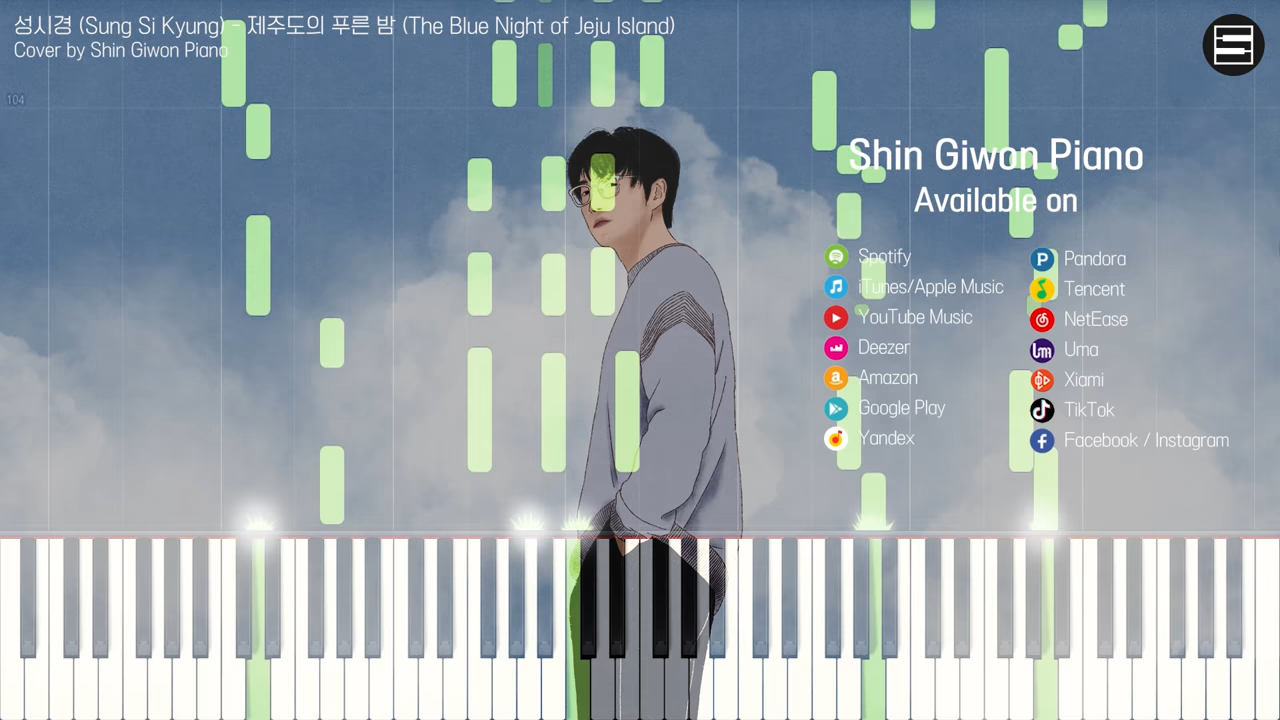 성시경 (Sung Si Kyung) - 제주도의 푸른 밤 (The Blue Night of Jeju Island)
Cover by Shin Giwon Piano
104
Shin Giwon Piano
Available on
Spotify
iTunes/Apple Music
YouTube Music
Deezer
Amazon
Google Play
Yandex
Pandora
Tencent
NetEase
Uma
Xiami
TikTok
Facebook / Instagram